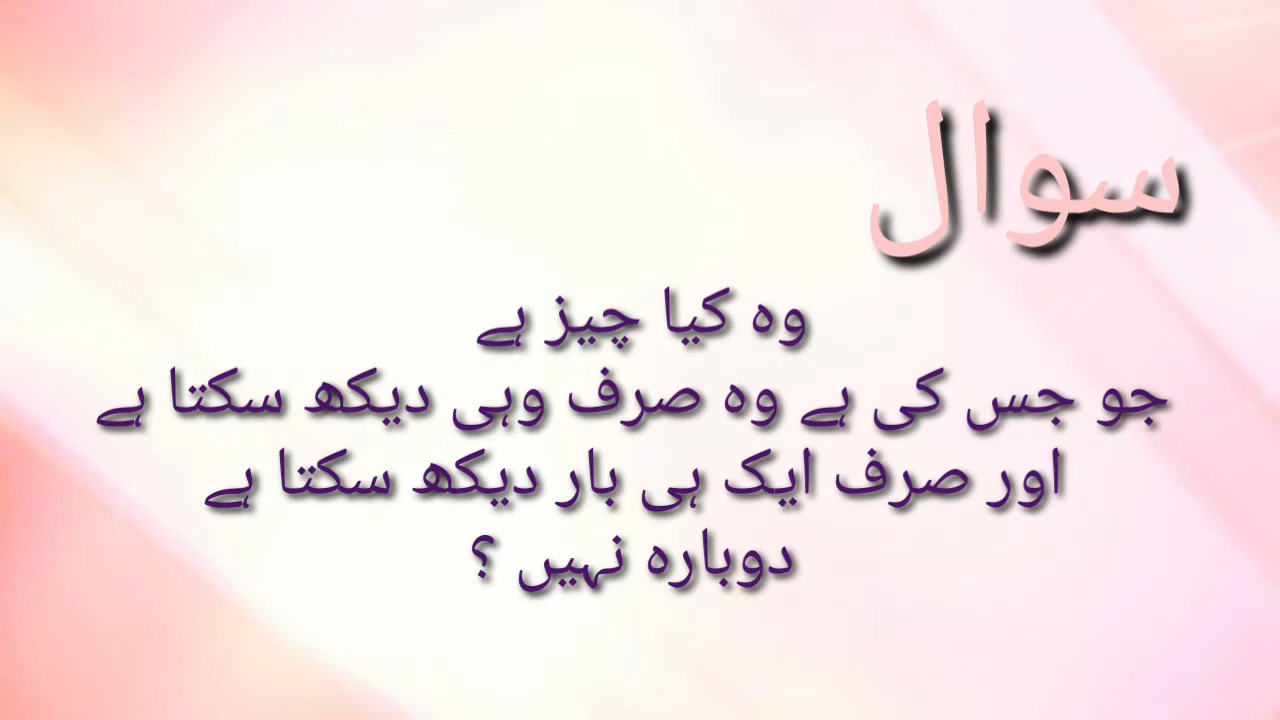 سوال
وہ کیا چیز ہے
جو جس کی ہے وہ صرف وہی دیکھ سکتا ہے
اور صرف ایک ہی بار دیکھ سکتا ہے
دوبارہ نہیں ؟